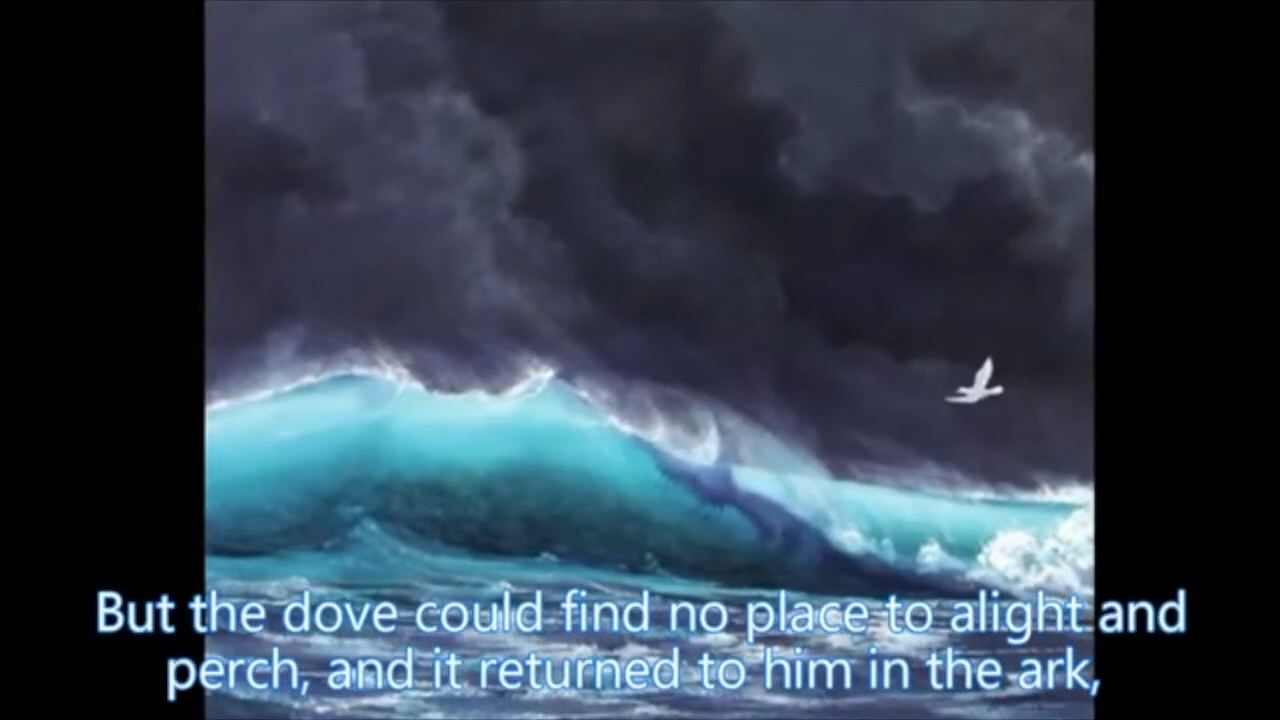 But the dove could find no place to alight and
perch, and it returned to him in the ark,